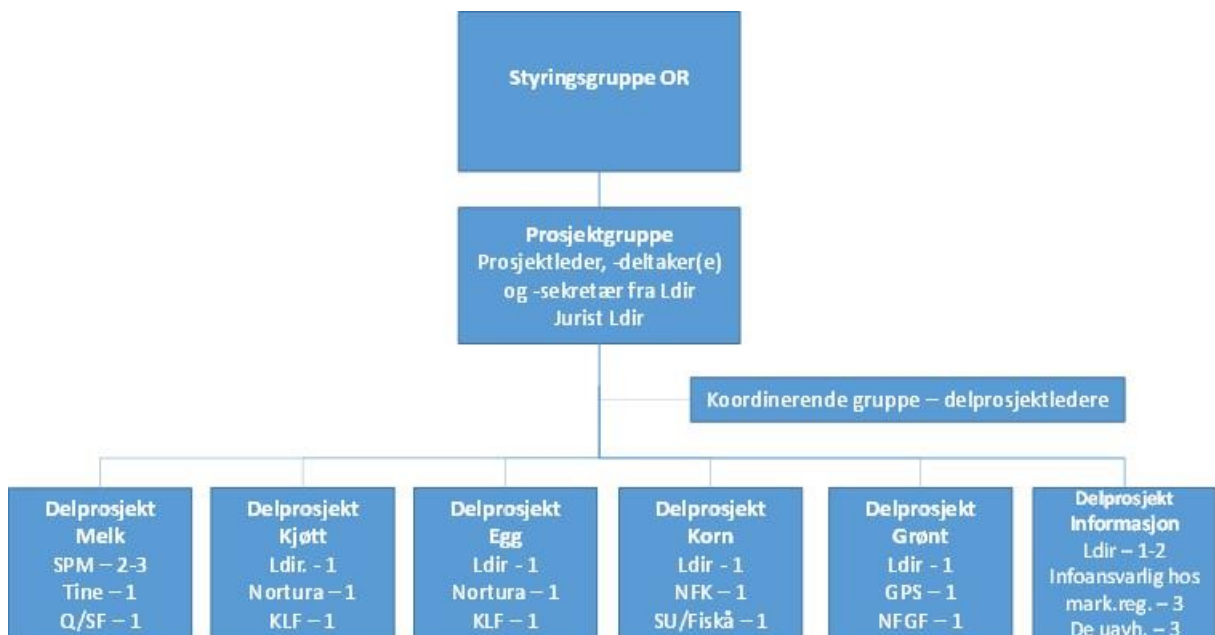 Styringsgruppe OR
Prosjektgruppe
Prosjektleder, -deltaker(e)
og -sekretær fra Ldir
Jurist Ldir
Koordinerende gruppe – delprosjektledere
Delprosjekt
Melk
SPM – 2-3
Tine – 1
Q/SF – 1
Delprosjekt
Kjøtt
Ldir. - 1
Nortura – 1
KLF – 1
Delprosjekt
Egg
Ldir - 1
Nortura – 1
KLF – 1
Delprosjekt
Korn
Ldir - 1
NFK – 1
SU/Fiskå – 1
Delprosjekt
Grønt
Ldir - 1
GPS – 1
NFGF – 1
Delprosjekt
Informasjon
Ldir – 1-2
Infoansvarlig hos
mark.reg. – 3
De uavh. – 3